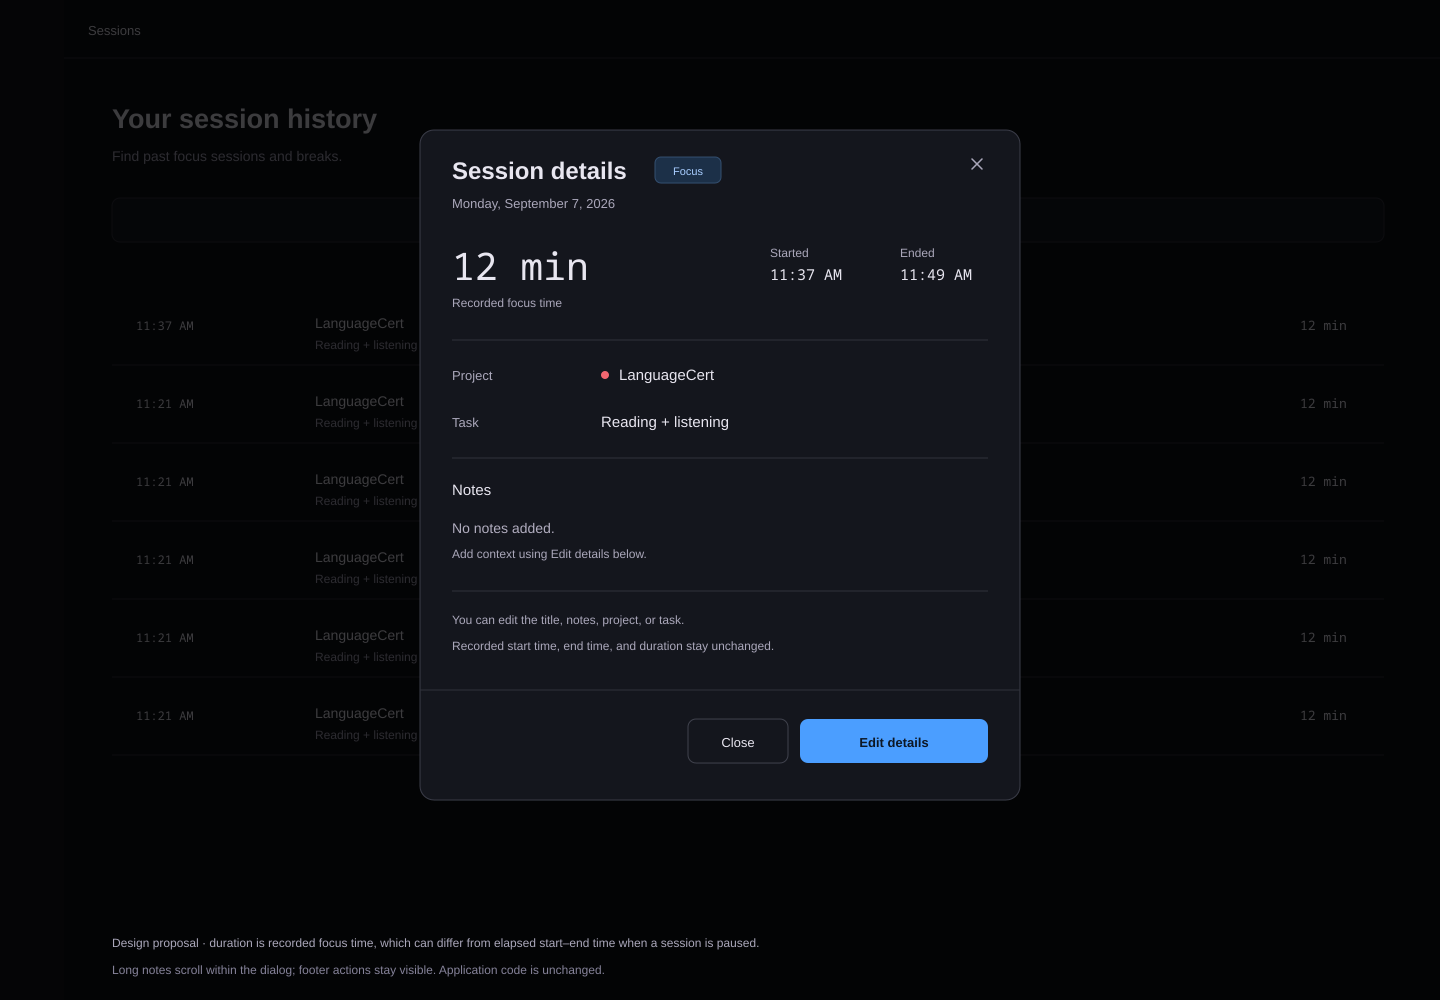 Sessions
Your session history
Find past focus sessions and breaks.
Session details
Focus
Monday, September 7, 2026
12 min
Recorded focus time
Started
11:37 AM
Ended
11:49 AM
Project
LanguageCert
Task
Reading + listening
Notes
No notes added.
Add context using Edit details below.
You can edit the title, notes, project, or task.
Recorded start time, end time, and duration stay unchanged.
Close
Edit details
11:37 AM
LanguageCert
Reading + listening
12 min
11:21 AM
LanguageCert
Reading + listening
12 min
11:21 AM
LanguageCert
Reading + listening
12 min
11:21 AM
LanguageCert
Reading + listening
12 min
11:21 AM
LanguageCert
Reading + listening
12 min
11:21 AM
LanguageCert
Reading + listening
12 min
Design proposal · duration is recorded focus time, which can differ from elapsed start–end time when a session is paused.
Long notes scroll within the dialog; footer actions stay visible. Application code is unchanged.